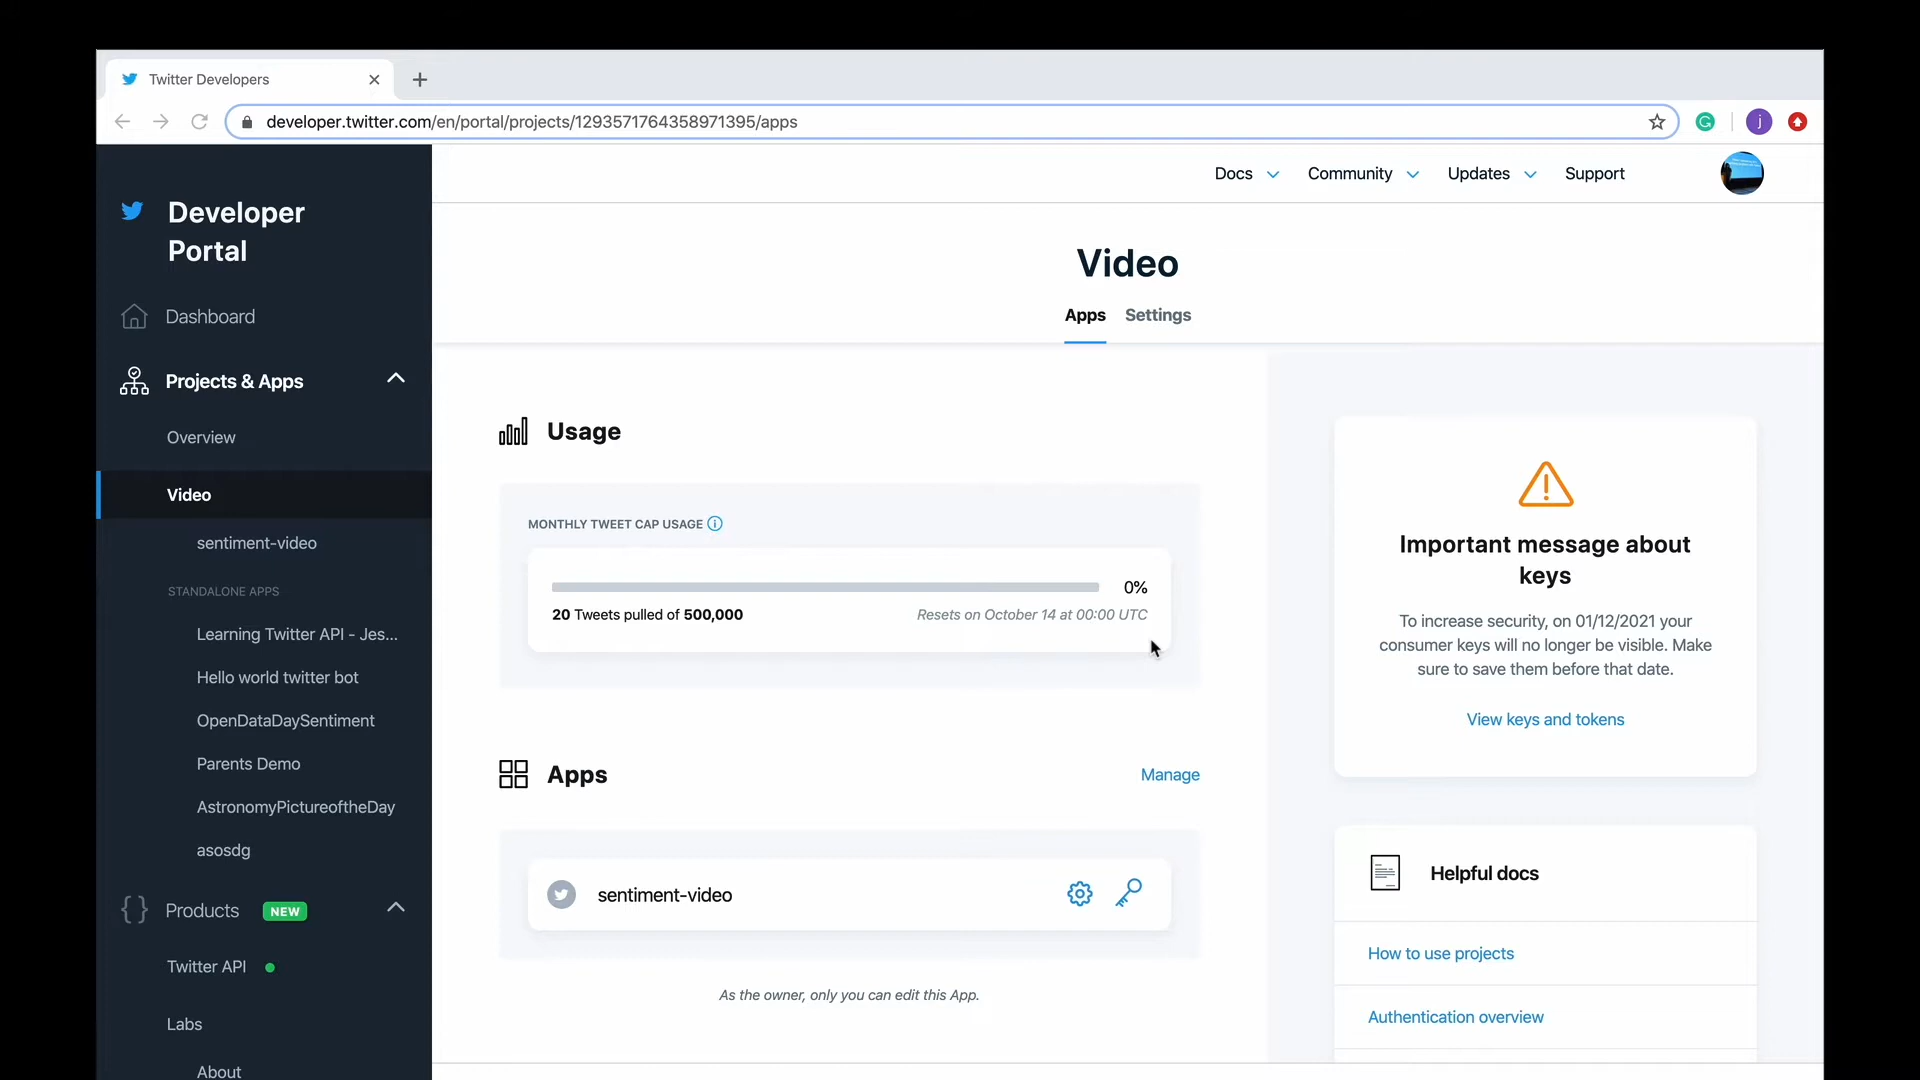 Twitter Developers
developer.twitter.com/en/portal/projects/1293571764358971395/apps
j
Docs
Community
Updates
Support
Developer
Portal
Dashboard
Projects & Apps
Overview
Video
sentiment-video
STANDALONE APPS
Learning Twitter API - Jes...
Hello world twitter bot
OpenDataDaySentiment
Parents Demo
AstronomyPictureoftheDay
asosdg
Products NEW
Twitter API
Labs
About
Video
Apps Settings
Usage
MONTHLY TWEET CAP USAGE
0%
20 Tweets pulled of 500,000
Resets on October 14 at 00:00 UTC
Apps
Manage
sentiment-video
As the owner, only you can edit this App.
Important message about
keys
To increase security, on 01/12/2021 your
consumer keys will no longer be visible. Make
sure to save them before that date.
View keys and tokens
Helpful docs
How to use projects
Authentication overview